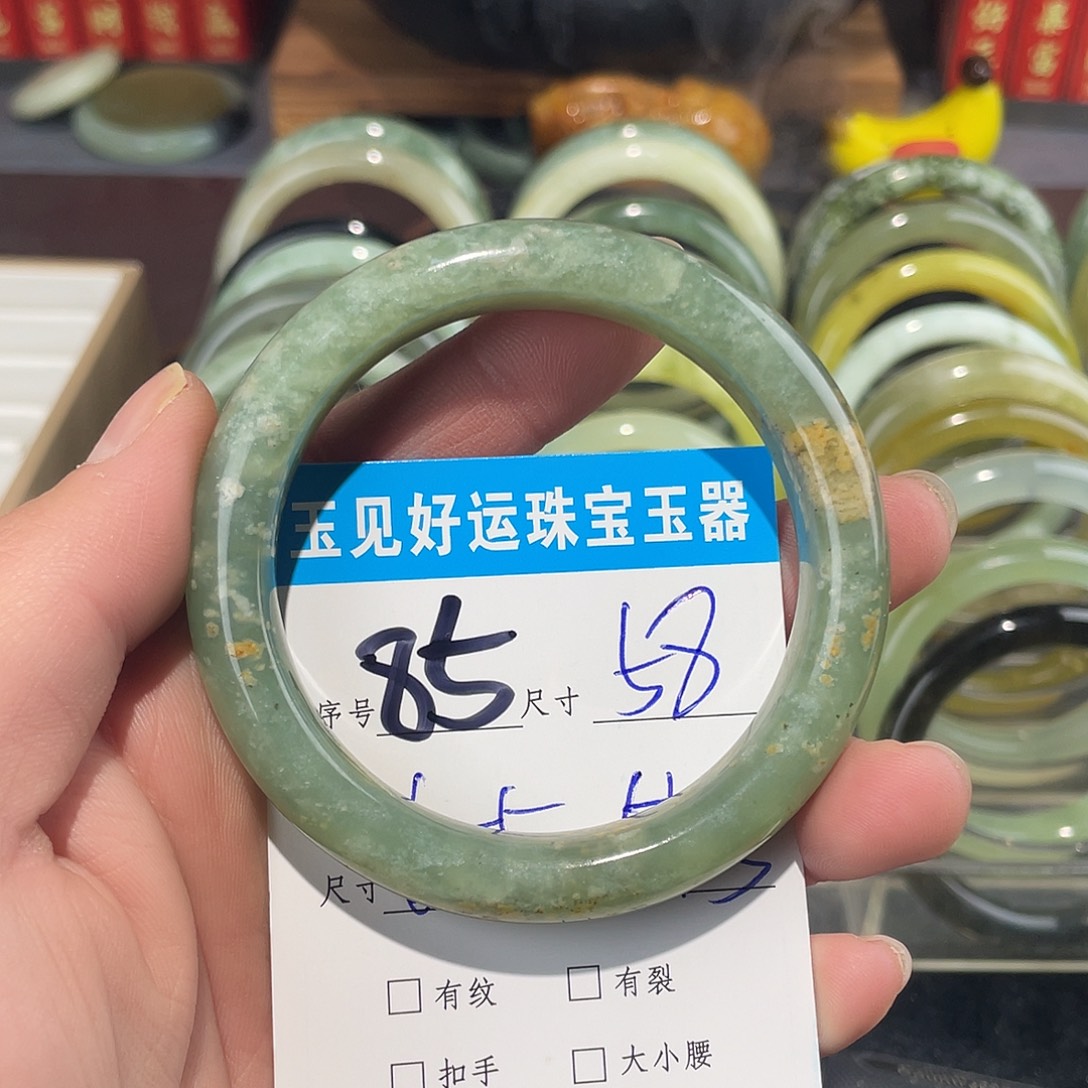 玉见好运珠宝玉器
序号 85 尺寸 58
尺寸
□ 有纹 □ 有裂
□ 扣手 □ 大小腰